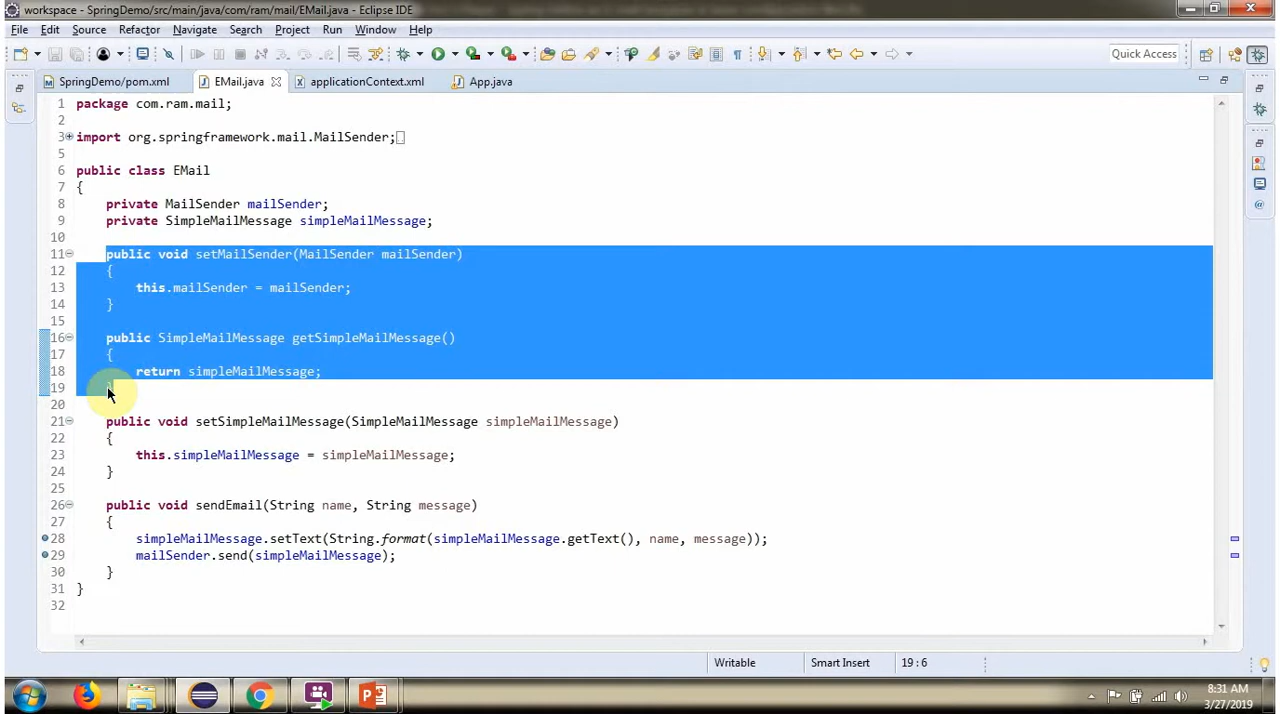 workspace - SpringDemo/src/main/java/com/ram/mail/EMail.java - Eclipse IDE
File Edit Source Refactor Navigate Search Project Run Window Help
Quick Access
SpringDemo/pom.xml EMail.java applicationContext.xml App.java
1 package com.ram.mail;
2
3 import org.springframework.mail.MailSender;
5
6 public class EMail
7 {
8 private MailSender mailSender;
9 private SimpleMailMessage simpleMailMessage;
10
11 public void setMailSender(MailSender mailSender)
12 {
13 this.mailSender = mailSender;
14 }
15
16 public SimpleMailMessage getSimpleMailMessage()
17 {
18 return simpleMailMessage;
19 }
20
21 public void setSimpleMailMessage(SimpleMailMessage simpleMailMessage)
22 {
23 this.simpleMailMessage = simpleMailMessage;
24 }
25
26 public void sendEmail(String name, String message)
27 {
28 simpleMailMessage.setText(String.format(simpleMailMessage.getText(), name, message));
29 mailSender.send(simpleMailMessage);
30 }
31 }
32
Writable Smart Insert 19 : 6
8:31 AM
3/27/2019